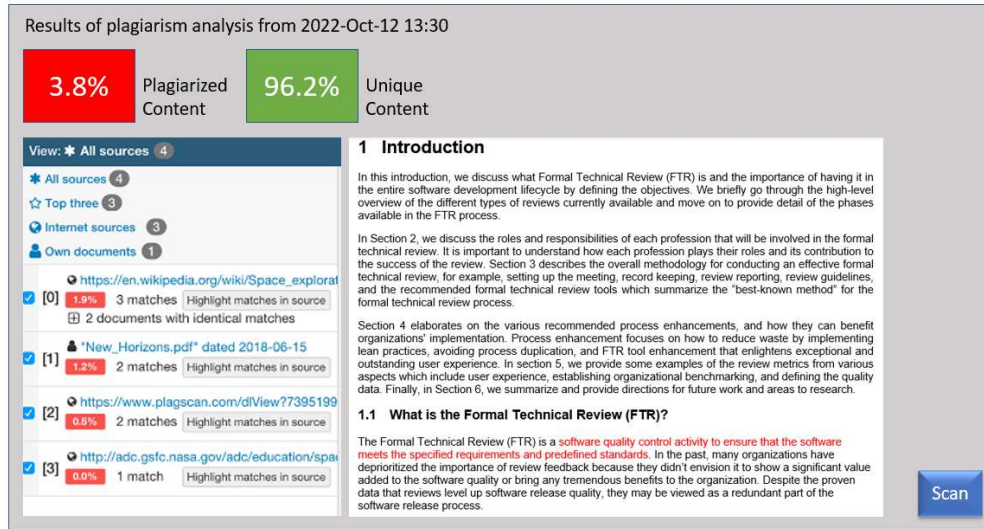 Results of plagiarism analysis from 2022-Oct-12 13:30
3.8%
Plagiarized
Content
96.2%
Unique
Content
View: ✱ All sources 4
✱ All sources 4
☆ Top three 3
Internet sources 3
Own documents 1
[0] https://en.wikipedia.org/wiki/Space_explorat
1.9% 3 matches Highlight matches in source
⊞ 2 documents with identical matches
[1] "New_Horizons.pdf" dated 2018-06-15
1.2% 2 matches Highlight matches in source
[2] https://www.plagscan.com/dlView?7395199
0.5% 2 matches Highlight matches in source
[3] http://adc.gsfc.nasa.gov/adc/education/spa
0.0% 1 match Highlight matches in source
1 Introduction
In this introduction, we discuss what Formal Technical Review (FTR) is and the importance of having it in
the entire software development lifecycle by defining the objectives. We briefly go through the high-level
overview of the different types of reviews currently available and move on to provide detail of the phases
available in the FTR process.
In Section 2, we discuss the roles and responsibilities of each profession that will be involved in the formal
technical review. It is important to understand how each profession plays their roles and its contribution to
the success of the review. Section 3 describes the overall methodology for conducting an effective formal
technical review, for example, setting up the meeting, record keeping, review reporting, review guidelines,
and the recommended formal technical review tools which summarize the "best-known method" for the
formal technical review process.
Section 4 elaborates on the various recommended process enhancements, and how they can benefit
organizations' implementation. Process enhancement focuses on how to reduce waste by implementing
lean practices, avoiding process duplication, and FTR tool enhancement that enlightens exceptional and
outstanding user experience. In section 5, we provide some examples of the review metrics from various
aspects which include user experience, establishing organizational benchmarking, and defining the quality
data. Finally, in Section 6, we summarize and provide directions for future work and areas to research.
1.1 What is the Formal Technical Review (FTR)?
The Formal Technical Review (FTR) is a software quality control activity to ensure that the software
meets the specified requirements and predefined standards. In the past, many organizations have
deprioritized the importance of review feedback because they didn't envision it to show a significant value
added to the software quality or bring any tremendous benefits to the organization. Despite the proven
data that reviews level up software release quality, they may be viewed as a redundant part of the
software release process.
Scan